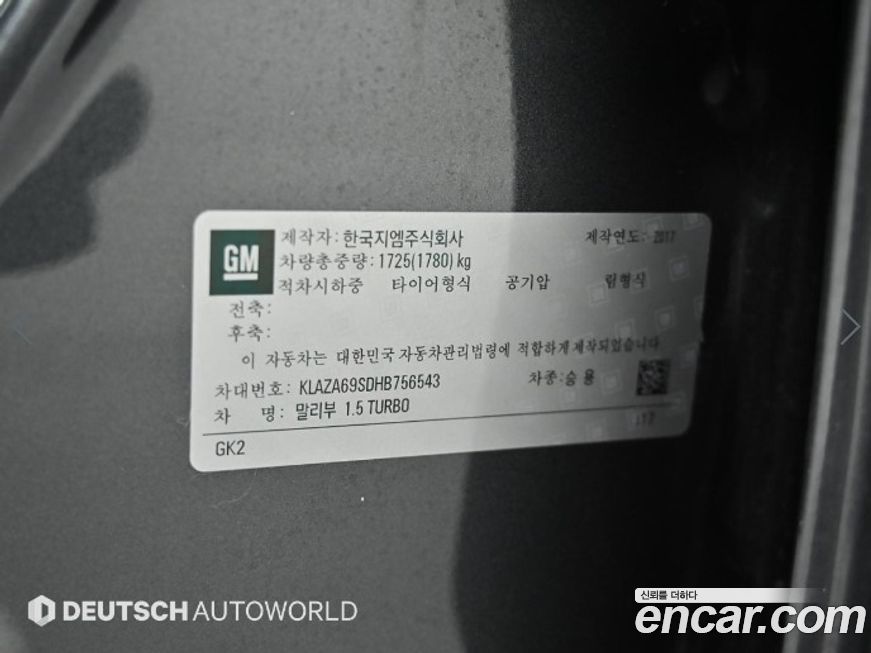 GM
제작자: 한국지엠주식회사 제작연도: 2017
차량총중량: 1725(1780) kg
적차시하중 타이어형식 공기압 림형식
전축:
후축:
이 자동차는 대한민국 자동차관리법령에 적합하게 제작되었습니다
차대번호: KLAZA69SDHB756543 차종:승 용
차 명: 말리부 1.5 TURBO
GK2
DEUTSCH AUTOWORLD
신뢰를 더하다
encar.com